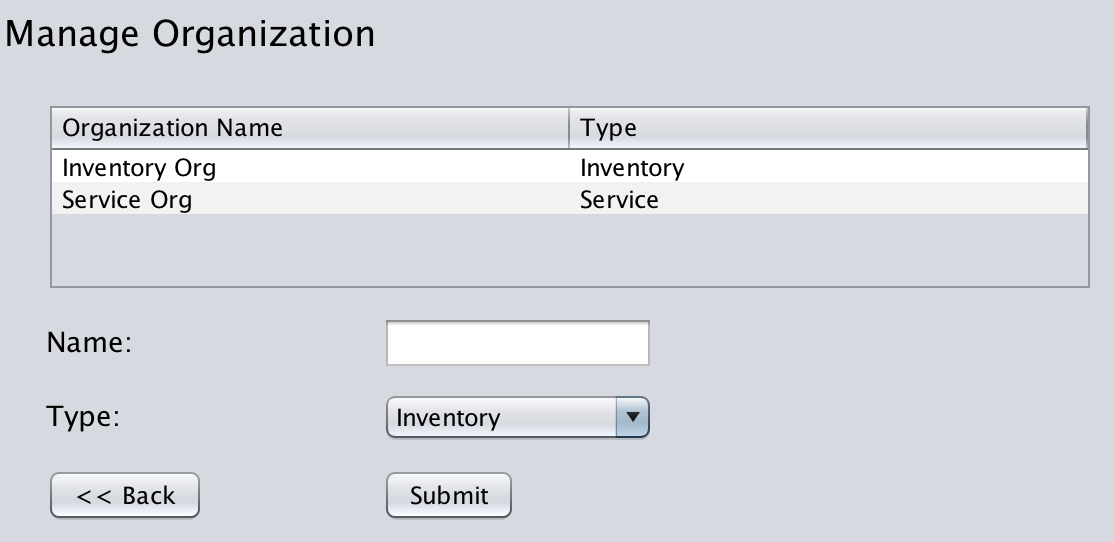 Manage Organization
Organization Name Type
Inventory Org Inventory
Service Org Service
Name:
Type: Inventory
<< Back Submit